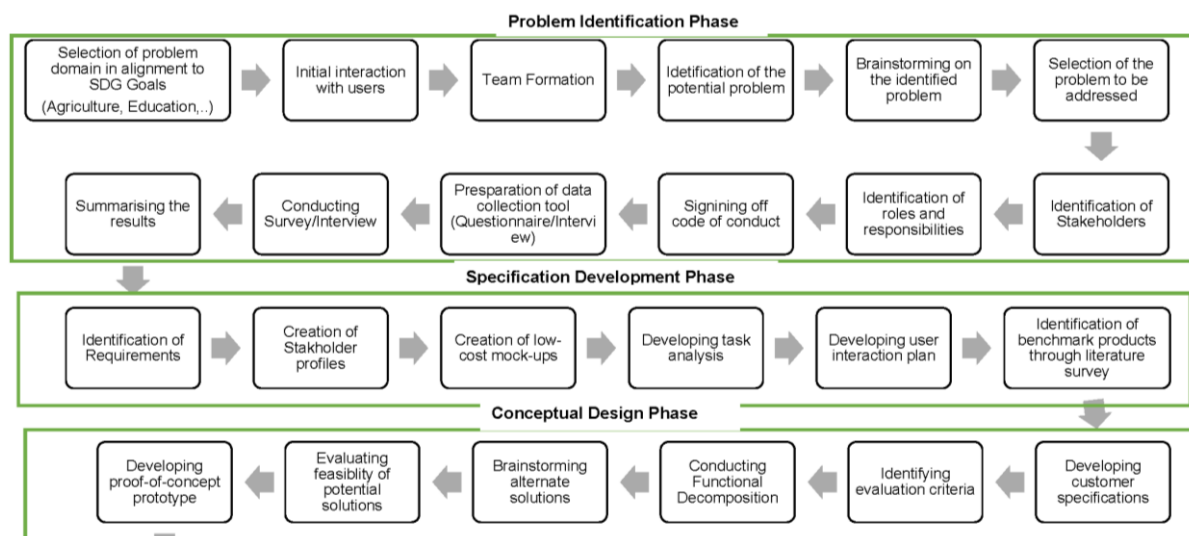 Problem Identification Phase
Selection of problem
domain in alignment to
SDG Goals
(Agriculture, Education,..)
Initial interaction
with users
Team Formation
Idetification of the
potential problem
Brainstorming on
the identified
problem
Selection of the
problem to be
addressed
Summarising the
results
Conducting
Survey/Interview
Presparation of data
collection tool
(Questionnaire/Intervi
ew)
Signining off
code of conduct
Identification of
roles and
responsibilities
Identification of
Stakeholders
Specification Development Phase
Identification of
Requirements
Creation of
Stakholder
profiles
Creation of low-
cost mock-ups
Developing task
analysis
Developing user
interaction plan
Identification of
benchmark products
through literature
survey
Conceptual Design Phase
Developing
proof-of-concept
prototype
Evaluating
feasiblity of
potential
solutions
Brainstorming
alternate
solutions
Conducting
Functional
Decomposition
Identifying
evaluation criteria
Developing
customer
specifications